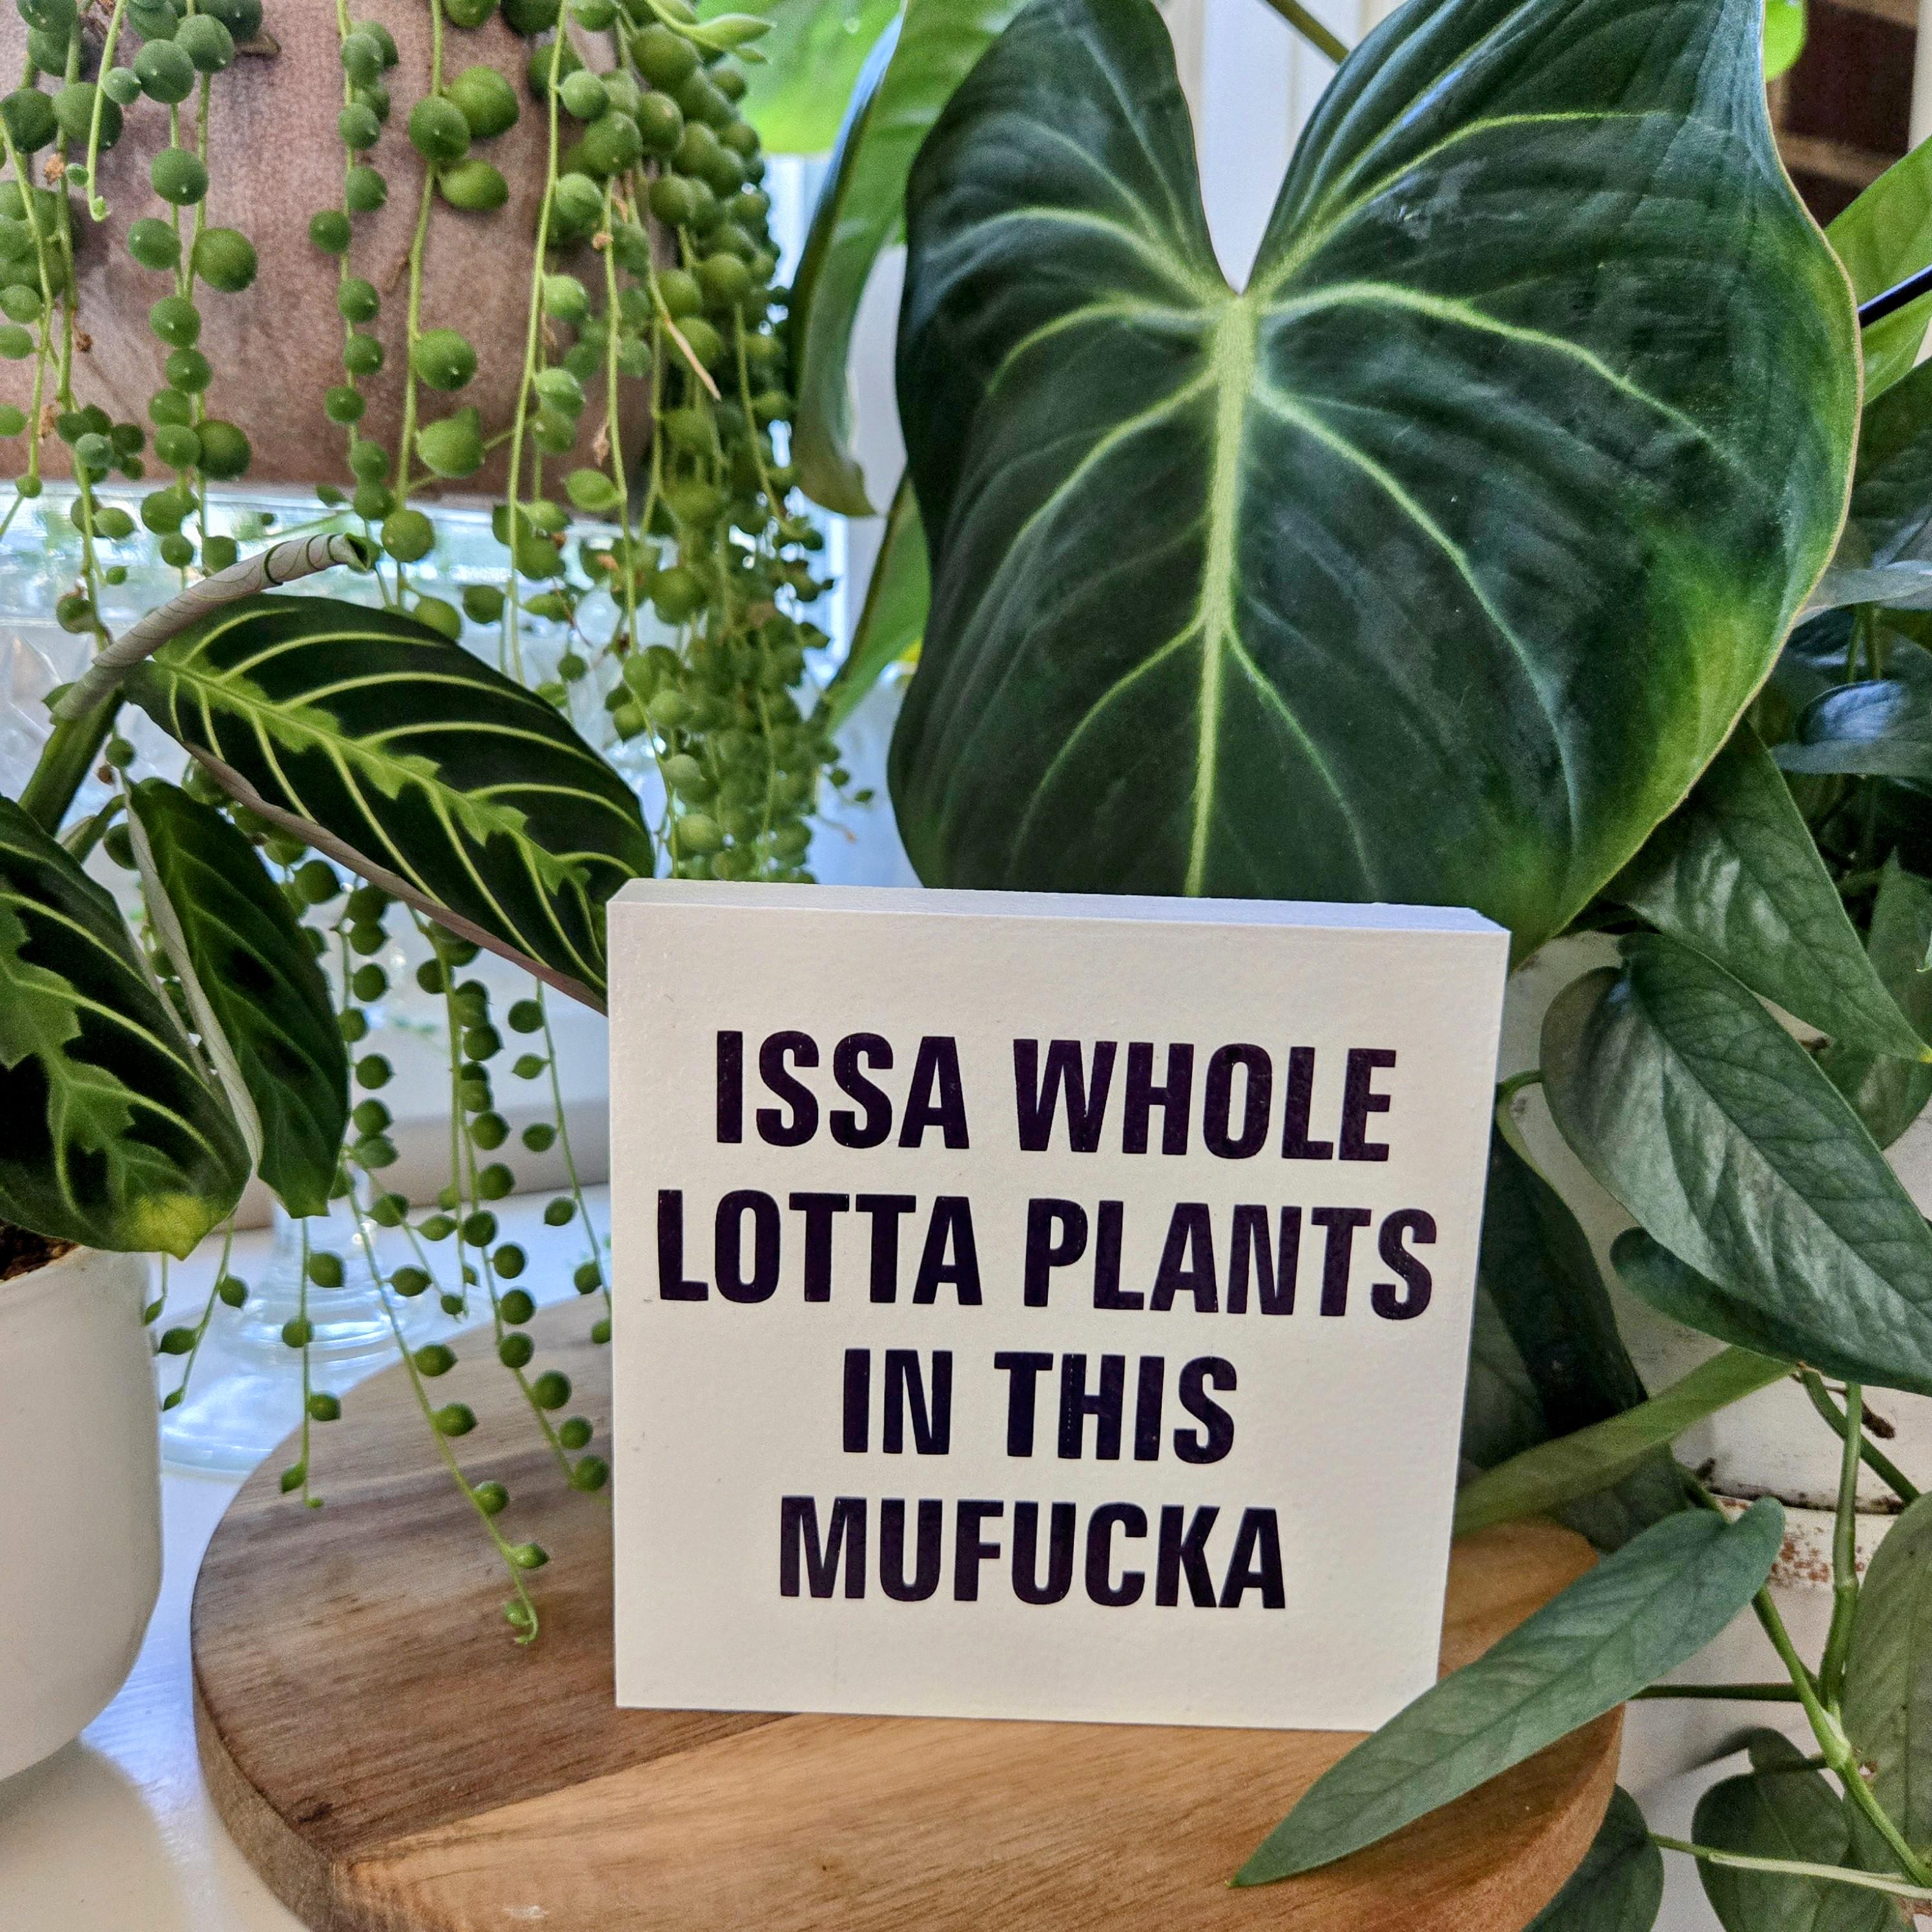 ISSA WHOLE
LOTTA PLANTS
IN THIS
MUFUCKA